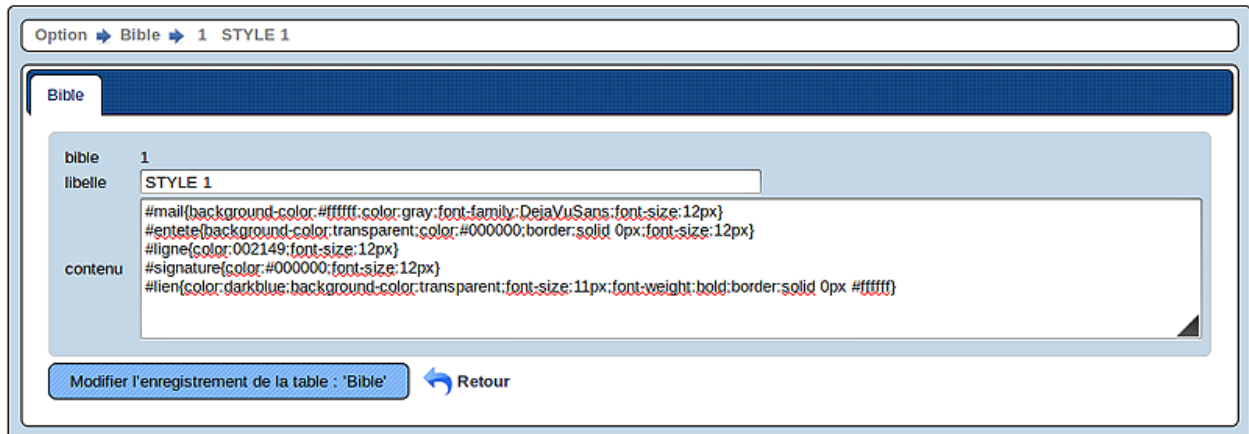 Option Bible 1 STYLE 1
Bible
bible 1
libelle STYLE 1
contenu
#mail{background-color:#ffffff;color:gray;font-family:DejaVuSans;font-size:12px}
#entete{background-color:transparent;color:#000000;border:solid 0px;font-size:12px}
#ligne{color:002149;font-size:12px}
#signature{color:#000000;font-size:12px}
#lien{color:darkblue;background-color:transparent;font-size:11px;font-weight:bold;border:solid 0px #ffffff}
Modifier l'enregistrement de la table : 'Bible' Retour